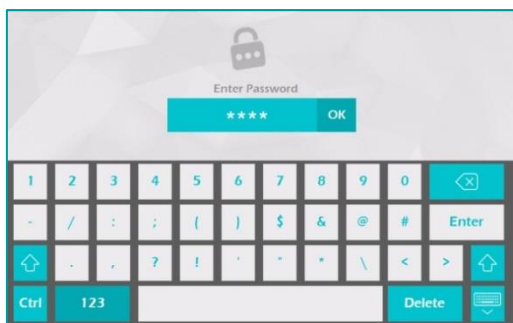 Enter Password
**** OK
1 2 3 4 5 6 7 8 9 0
- / : ; ( ) $ & @ # Enter
. , ? ! ' " * \ < >
Ctrl 123 Delete